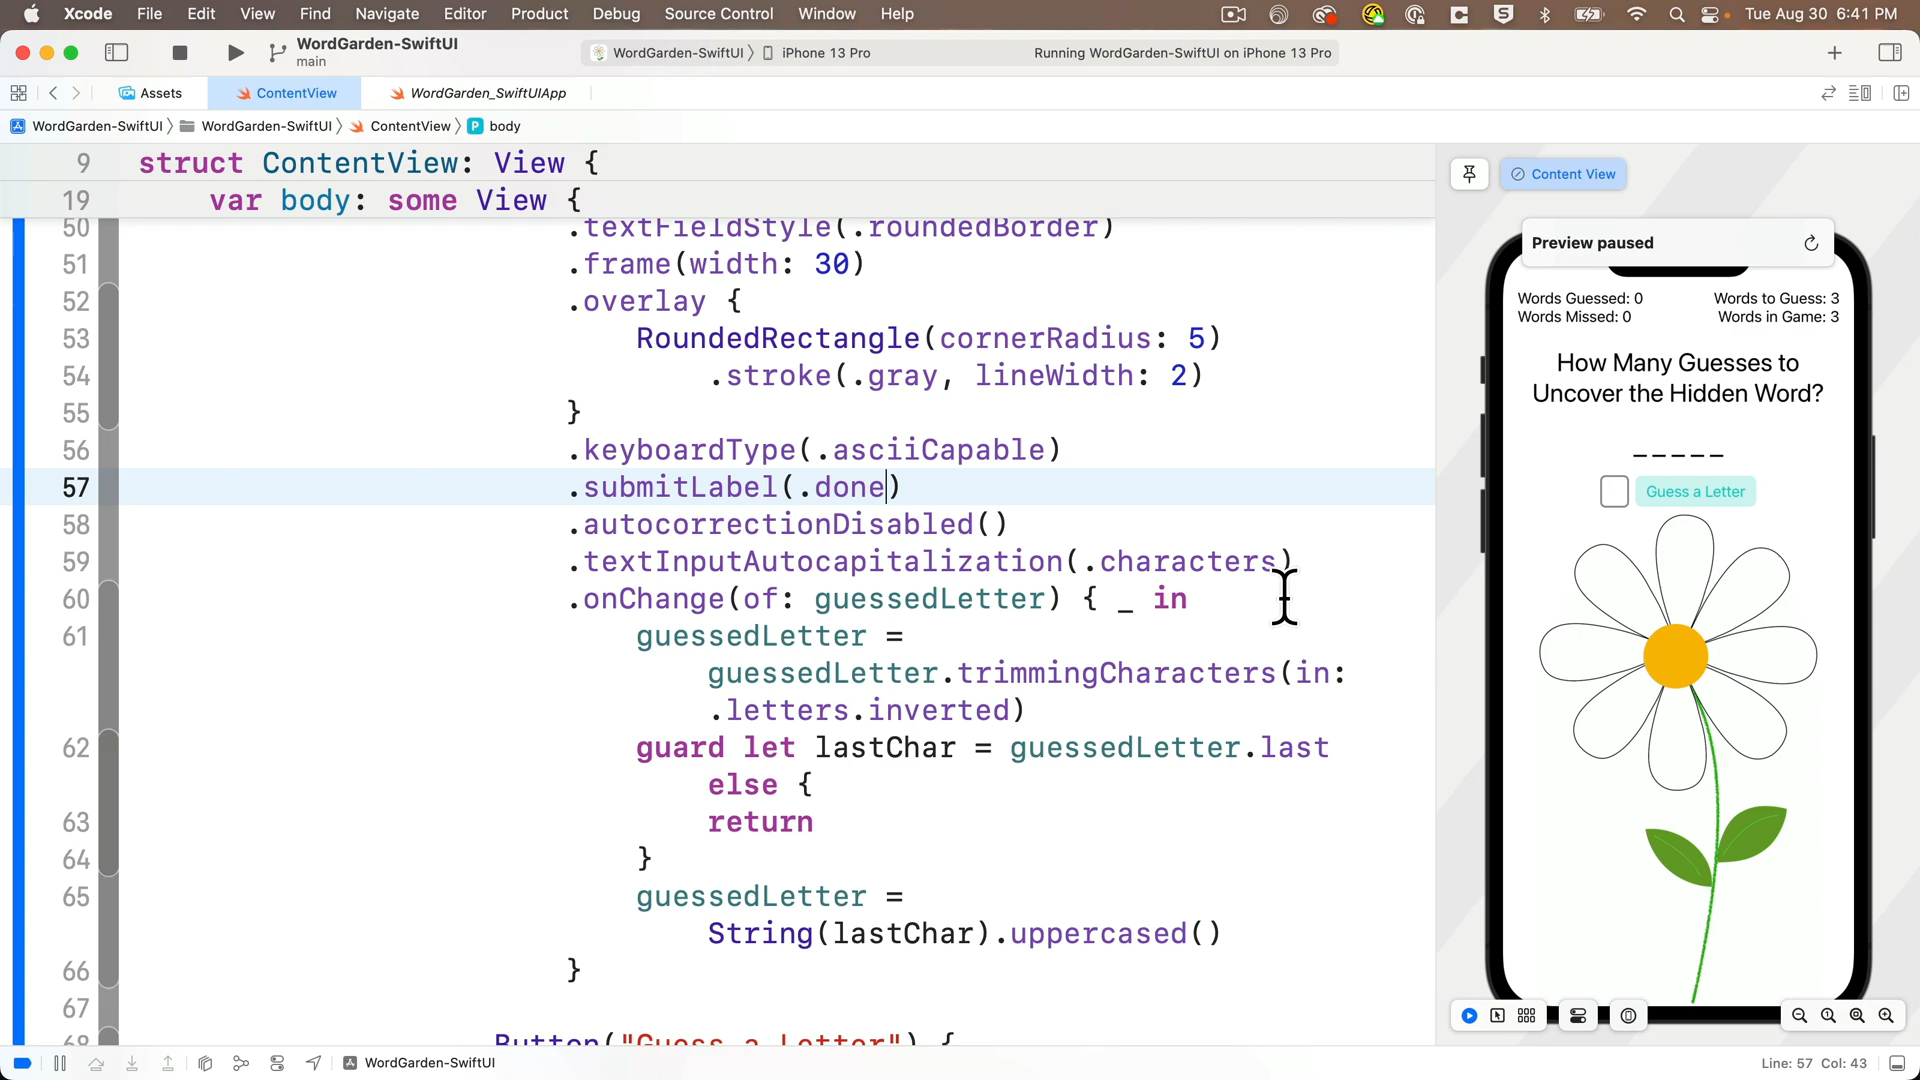 Xcode File Edit View Find Navigate Editor Product Debug Source Control Window Help Tue Aug 30 6:41 PM
WordGarden-SwiftUI
main
WordGarden-SwiftUI iPhone 13 Pro Running WordGarden-SwiftUI on iPhone 13 Pro
Assets ContentView WordGarden_SwiftUIApp
WordGarden-SwiftUI WordGarden-SwiftUI ContentView P body
9 struct ContentView: View {
19 var body: some View {
50 .textFieldStyle(.roundedBorder)
51 .frame(width: 30)
52 .overlay {
53 RoundedRectangle(cornerRadius: 5)
54 .stroke(.gray, lineWidth: 2)
55 }
56 .keyboardType(.asciiCapable)
57 .submitLabel(.done)
58 .autocorrectionDisabled()
59 .textInputAutocapitalization(.characters)
60 .onChange(of: guessedLetter) { _ in
61 guessedLetter =
guessedLetter.trimmingCharacters(in:
.letters.inverted)
62 guard let lastChar = guessedLetter.last
else {
63 return
64 }
65 guessedLetter =
String(lastChar).uppercased()
66 }
67
68 Button("Guess a Letter") {
Content View
Preview paused
Words Guessed: 0 Words to Guess: 3
Words Missed: 0 Words in Game: 3
How Many Guesses to
Uncover the Hidden Word?
_ _ _ _ _
Guess a Letter
WordGarden-SwiftUI
Line: 57 Col: 43